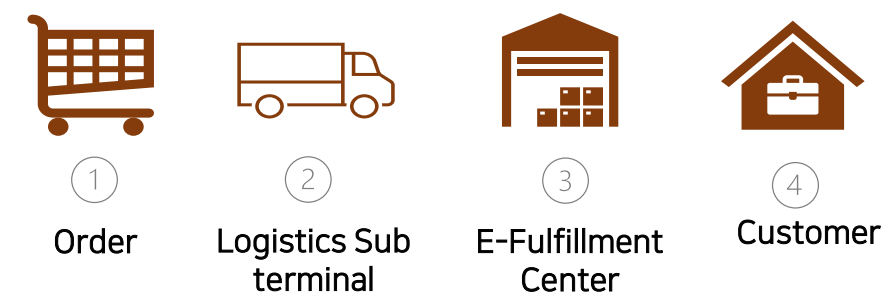 1
Order
2
Logistics Sub
terminal
3
E-Fulfillment
Center
4
Customer